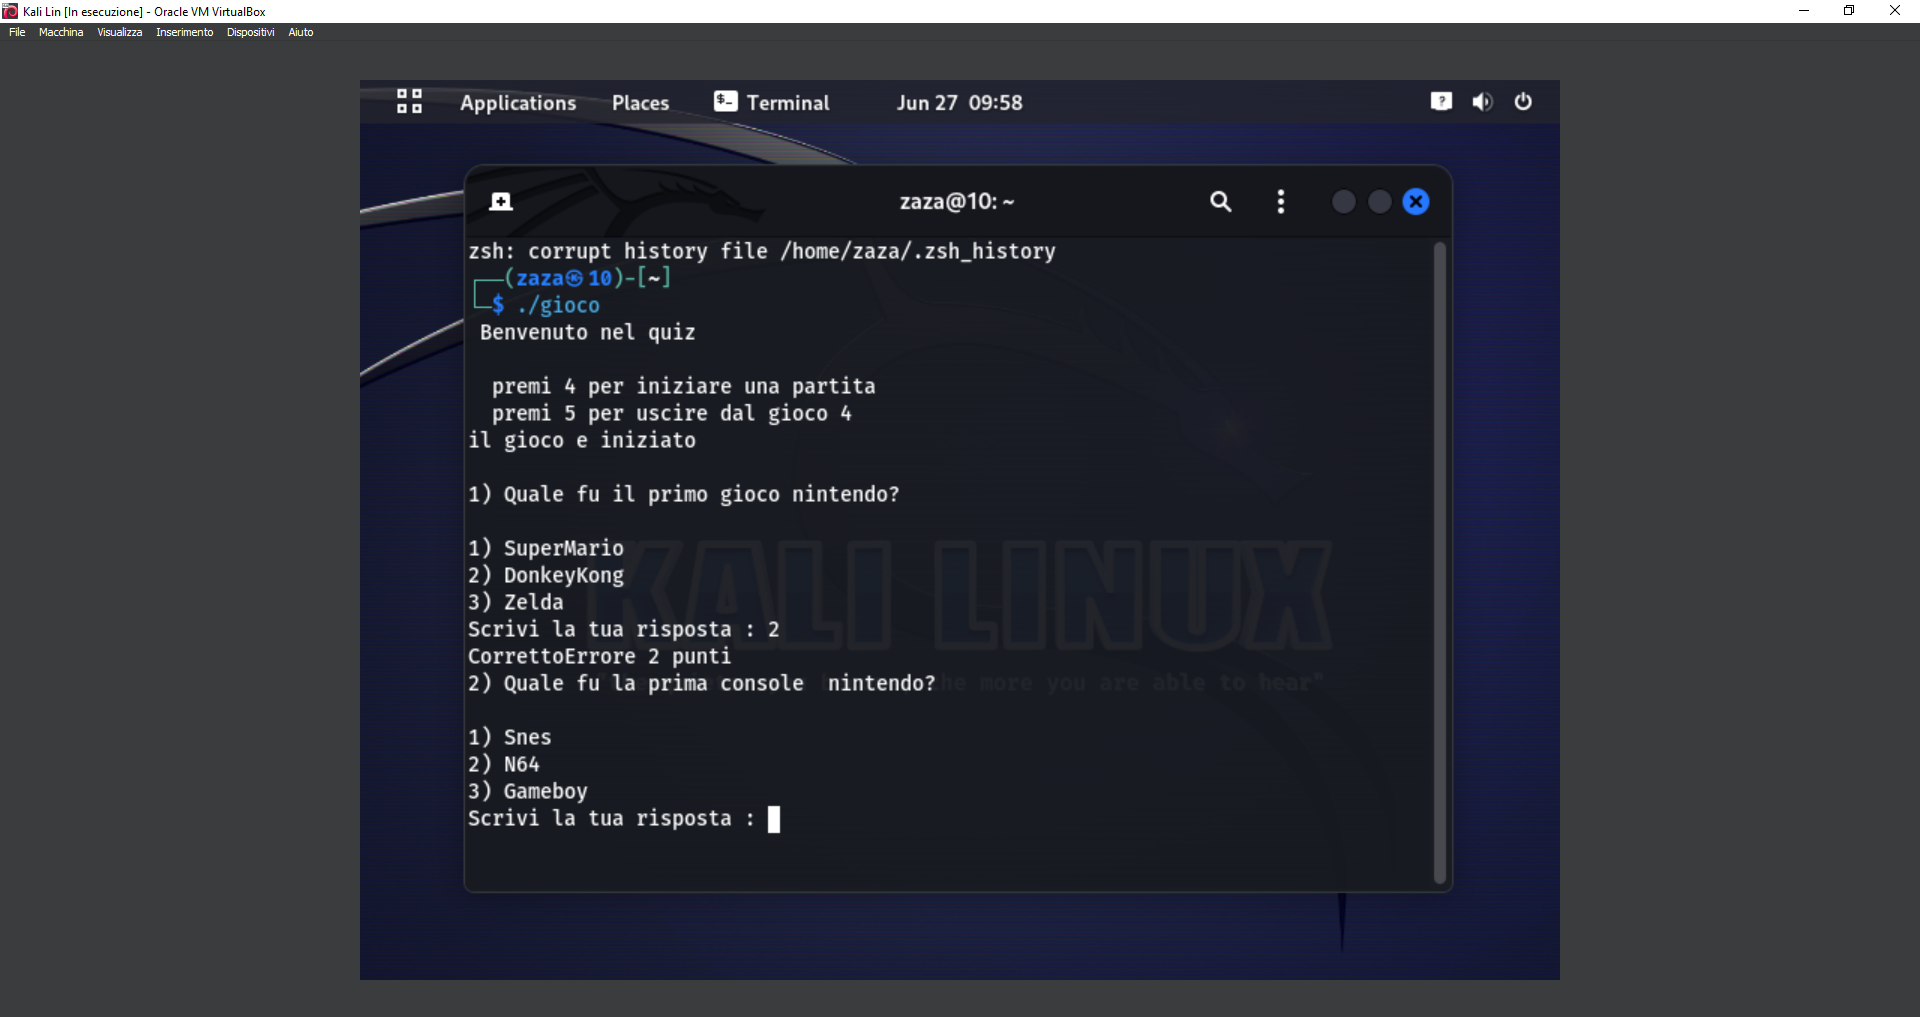 Kali Lin [In esecuzione] - Oracle VM VirtualBox
File Macchina Visualizza Inserimento Dispositivi Aiuto
Applications Places Terminal Jun 27 09:58
zaza@10: ~
zsh: corrupt history file /home/zaza/.zsh_history
(zaza㉿10)-[~]
$ ./gioco
Benvenuto nel quiz
premi 4 per iniziare una partita
premi 5 per uscire dal gioco 4
il gioco e iniziato
1) Quale fu il primo gioco nintendo?
1) SuperMario
2) DonkeyKong
3) Zelda
Scrivi la tua risposta : 2
CorrettoErrore 2 punti
2) Quale fu la prima console  nintendo?
1) Snes
2) N64
3) Gameboy
Scrivi la tua risposta :
KALI LINUX
he more you are able to hear"